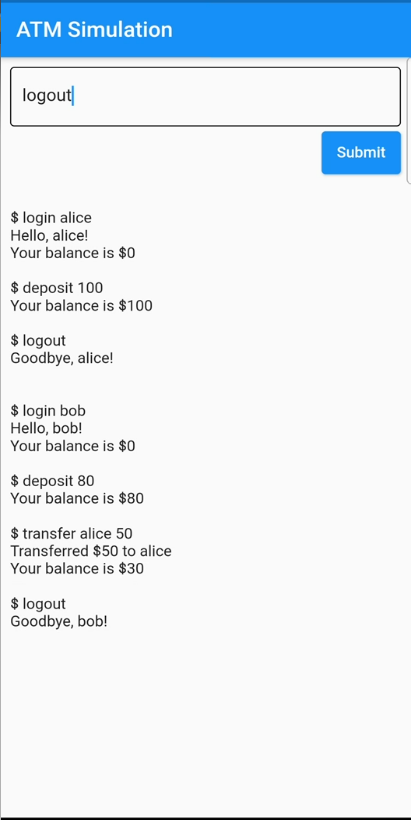 ATM Simulation
logout
Submit
$ login alice
Hello, alice!
Your balance is $0
$ deposit 100
Your balance is $100
$ logout
Goodbye, alice!
$ login bob
Hello, bob!
Your balance is $0
$ deposit 80
Your balance is $80
$ transfer alice 50
Transferred $50 to alice
Your balance is $30
$ logout
Goodbye, bob!